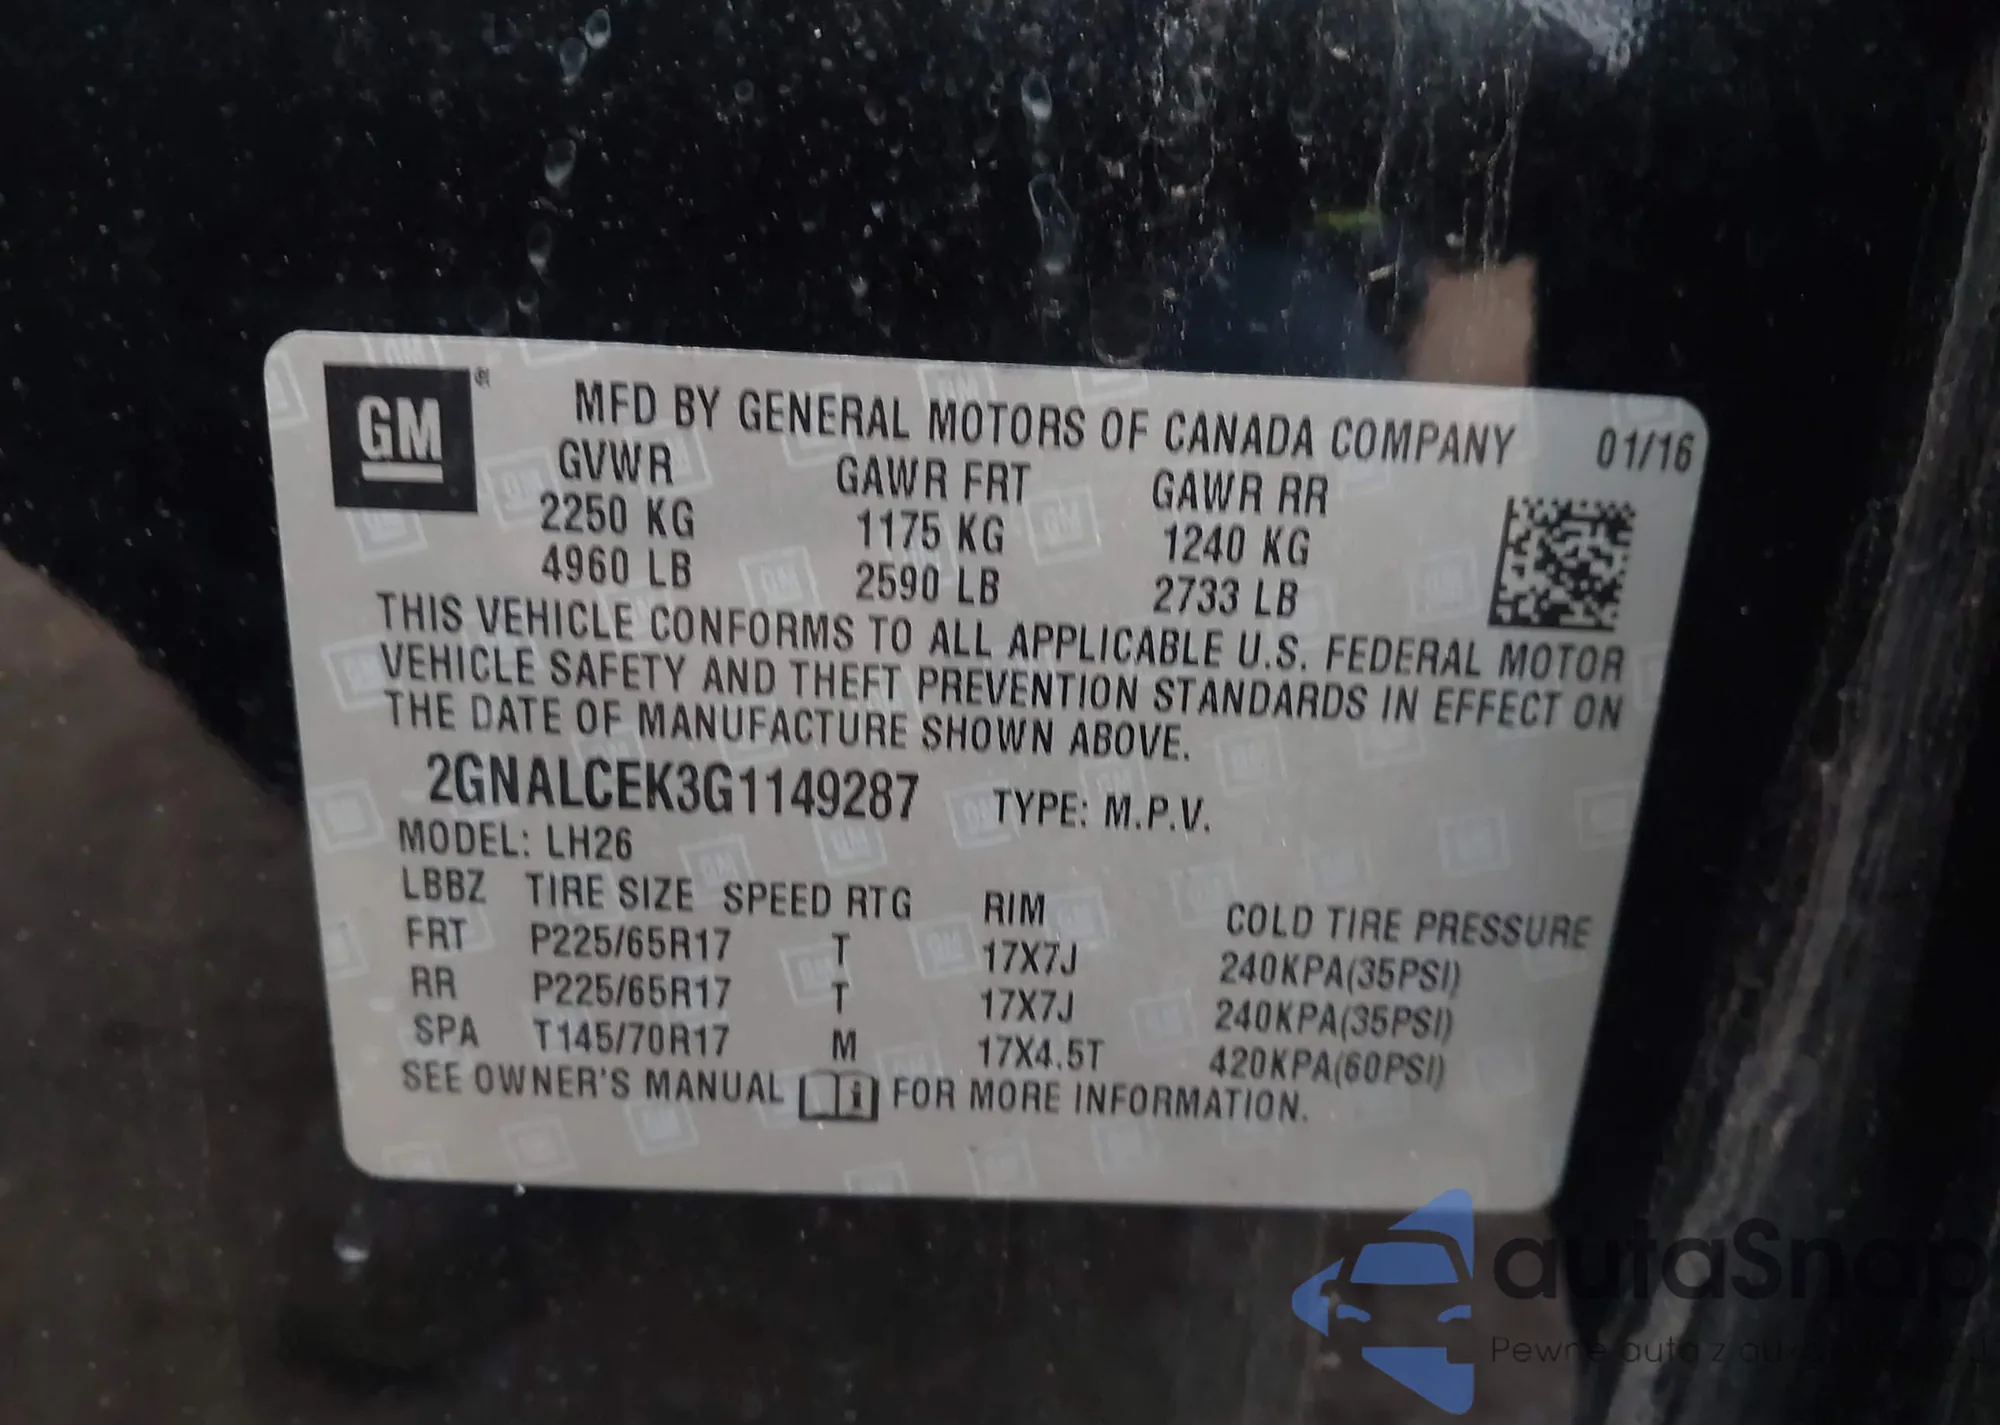 GM
MFD BY GENERAL MOTORS OF CANADA COMPANY 01/16
GVWR GAWR FRT GAWR RR
2250 KG 1175 KG 1240 KG
4960 LB 2590 LB 2733 LB
THIS VEHICLE CONFORMS TO ALL APPLICABLE U.S. FEDERAL MOTOR
VEHICLE SAFETY AND THEFT PREVENTION STANDARDS IN EFFECT ON
THE DATE OF MANUFACTURE SHOWN ABOVE.
2GNALCEK3G1149287 TYPE: M.P.V.
MODEL: LH26
LBBZ TIRE SIZE SPEED RTG RIM COLD TIRE PRESSURE
FRT P225/65R17 T 17X7J 240KPA(35PSI)
RR P225/65R17 T 17X7J 240KPA(35PSI)
SPA T145/70R17 M 17X4.5T 420KPA(60PSI)
SEE OWNER'S MANUAL FOR MORE INFORMATION.
autaSnap
Pewne auta z